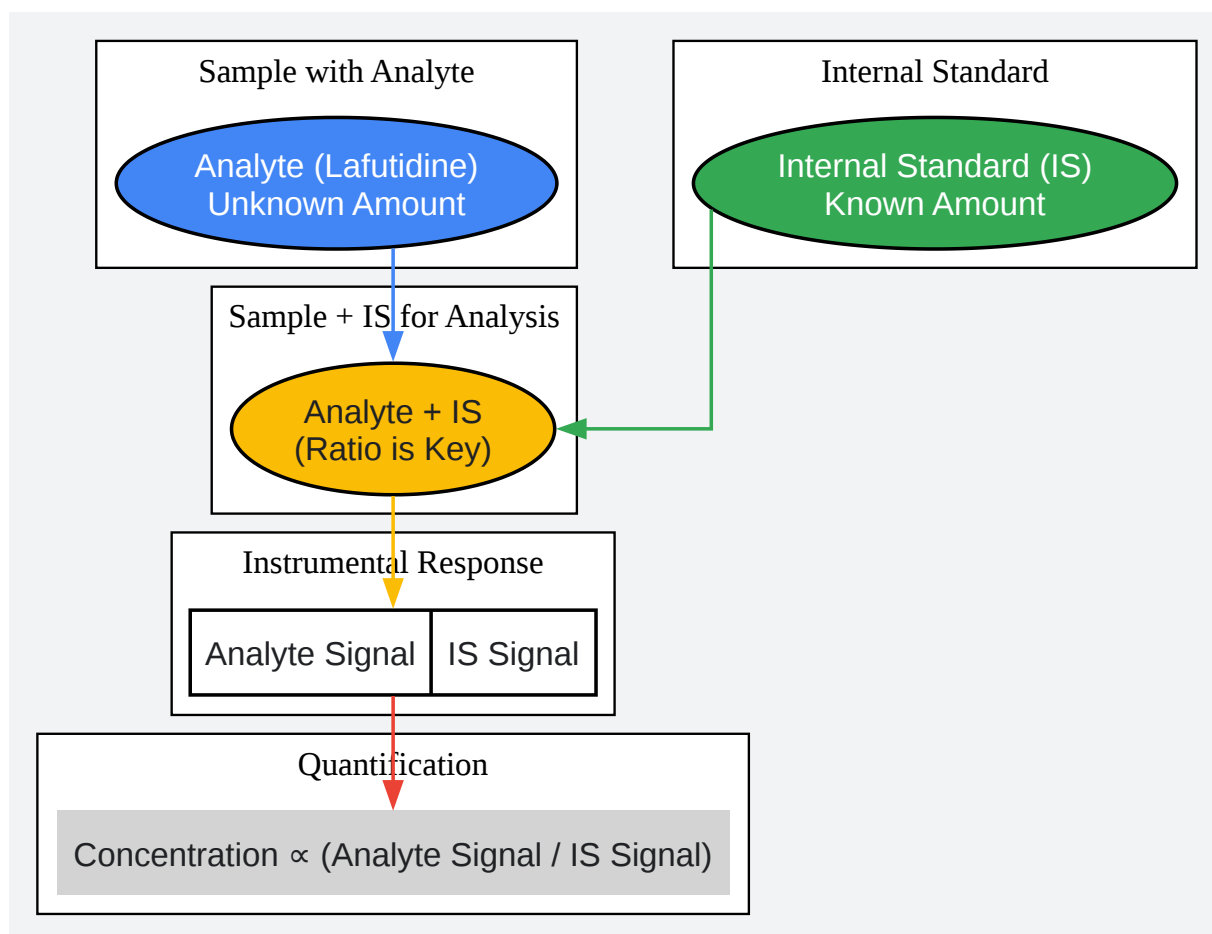 Sample with Analyte
Analyte (Lafutidine)
Unknown Amount
Internal Standard
Internal Standard (IS)
Known Amount
Sample + IS for Analysis
Analyte + IS
(Ratio is Key)
Instrumental Response
Analyte Signal
IS Signal
Quantification
Concentration ∝ (Analyte Signal / IS Signal)